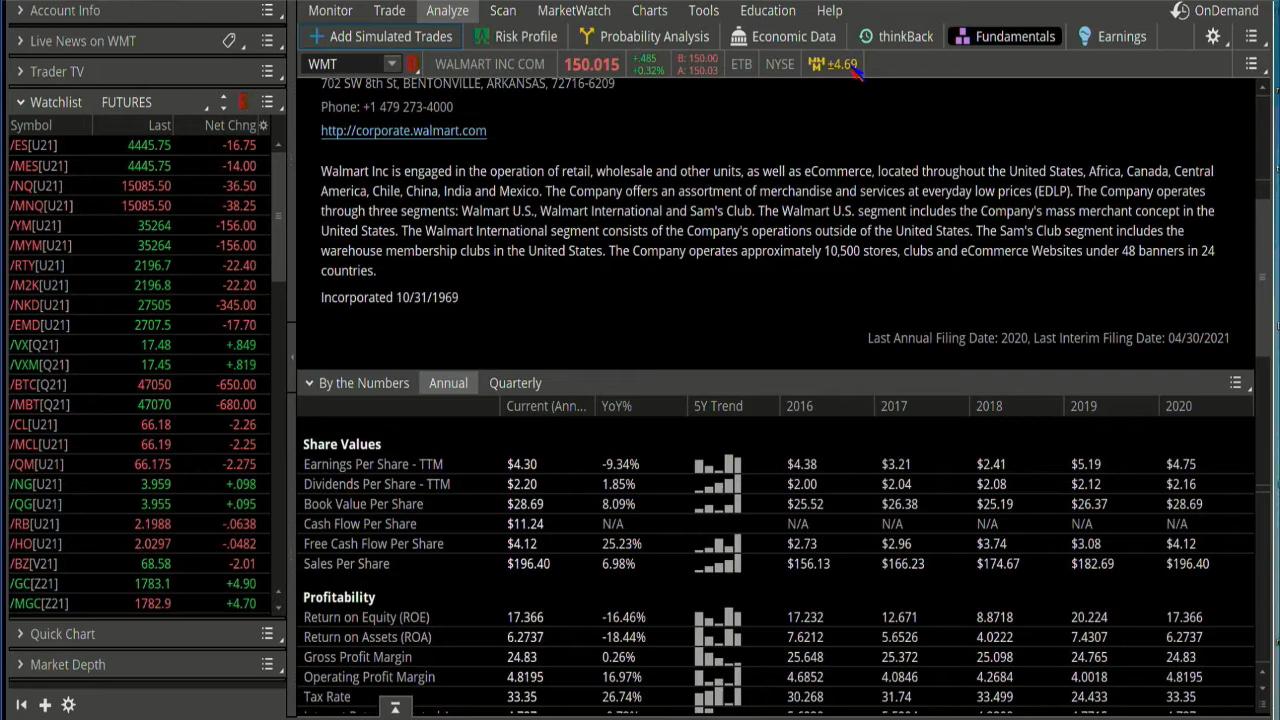 Account Info
Monitor Trade Analyze Scan MarketWatch Charts Tools Education Help OnDemand
Live News on WMT
Add Simulated Trades Risk Profile Probability Analysis Economic Data thinkBack Fundamentals Earnings
WMT WALMART INC COM 150.015 +.485 +0.32% B: 150.00 A: 150.03 ETB NYSE ±4.69
Trader TV
702 SW 8th St, BENTONVILLE, ARKANSAS, 72716-6209
Watchlist FUTURES
Phone: +1 479 273-4000
http://corporate.walmart.com
Walmart Inc is engaged in the operation of retail, wholesale and other units, as well as eCommerce, located throughout the United States, Africa, Canada, Central
America, Chile, China, India and Mexico. The Company offers an assortment of merchandise and services at everyday low prices (EDLP). The Company operates
through three segments: Walmart U.S., Walmart International and Sam's Club. The Walmart U.S. segment includes the Company's mass merchant concept in the
United States. The Walmart International segment consists of the Company's operations outside of the United States. The Sam's Club segment includes the
warehouse membership clubs in the United States. The Company operates approximately 10,500 stores, clubs and eCommerce Websites under 48 banners in 24
countries.
Incorporated 10/31/1969
Last Annual Filing Date: 2020, Last Interim Filing Date: 04/30/2021
Symbol Last Net Chng
/ES[U21] 4445.75 -16.75
/MES[U21] 4445.75 -14.00
/NQ[U21] 15085.50 -36.50
/MNQ[U21] 15085.50 -38.25
/YM[U21] 35264 -156.00
/MYM[U21] 35264 -156.00
/RTY[U21] 2196.7 -22.40
/M2K[U21] 2196.8 -22.20
/NKD[U21] 27505 -345.00
/EMD[U21] 2707.5 -17.70
/VX[Q21] 17.48 +.849
/VXM[Q21] 17.45 +.819
/BTC[Q21] 47050 -650.00
/MBT[Q21] 47070 -680.00
/CL[U21] 66.18 -2.26
/MCL[U21] 66.19 -2.25
/QM[U21] 66.175 -2.275
/NG[U21] 3.959 +.098
/QG[U21] 3.955 +.095
/RB[U21] 2.1988 -.0638
/HO[U21] 2.0297 -.0482
/BZ[V21] 68.58 -2.01
/GC[Z21] 1783.1 +4.90
/MGC[Z21] 1782.9 +4.70
Quick Chart
Market Depth
By the Numbers Annual Quarterly
Current (Ann... YoY% 5Y Trend 2016 2017 2018 2019 2020
Share Values
Earnings Per Share - TTM $4.30 -9.34% $4.38 $3.21 $2.41 $5.19 $4.75
Dividends Per Share - TTM $2.20 1.85% $2.00 $2.04 $2.08 $2.12 $2.16
Book Value Per Share $28.69 8.09% $25.52 $26.38 $25.19 $26.37 $28.69
Cash Flow Per Share $11.24 N/A N/A N/A N/A N/A N/A
Free Cash Flow Per Share $4.12 25.23% $2.73 $2.96 $3.74 $3.08 $4.12
Sales Per Share $196.40 6.98% $156.13 $166.23 $174.67 $182.69 $196.40
Profitability
Return on Equity (ROE) 17.366 -16.46% 17.232 12.671 8.8718 20.224 17.366
Return on Assets (ROA) 6.2737 -18.44% 7.6212 5.6526 4.0222 7.4307 6.2737
Gross Profit Margin 24.83 0.26% 25.648 25.372 25.098 24.765 24.83
Operating Profit Margin 4.8195 16.97% 4.6852 4.0846 4.2684 4.0018 4.8195
Tax Rate 33.35 26.74% 30.268 31.74 33.499 24.433 33.35